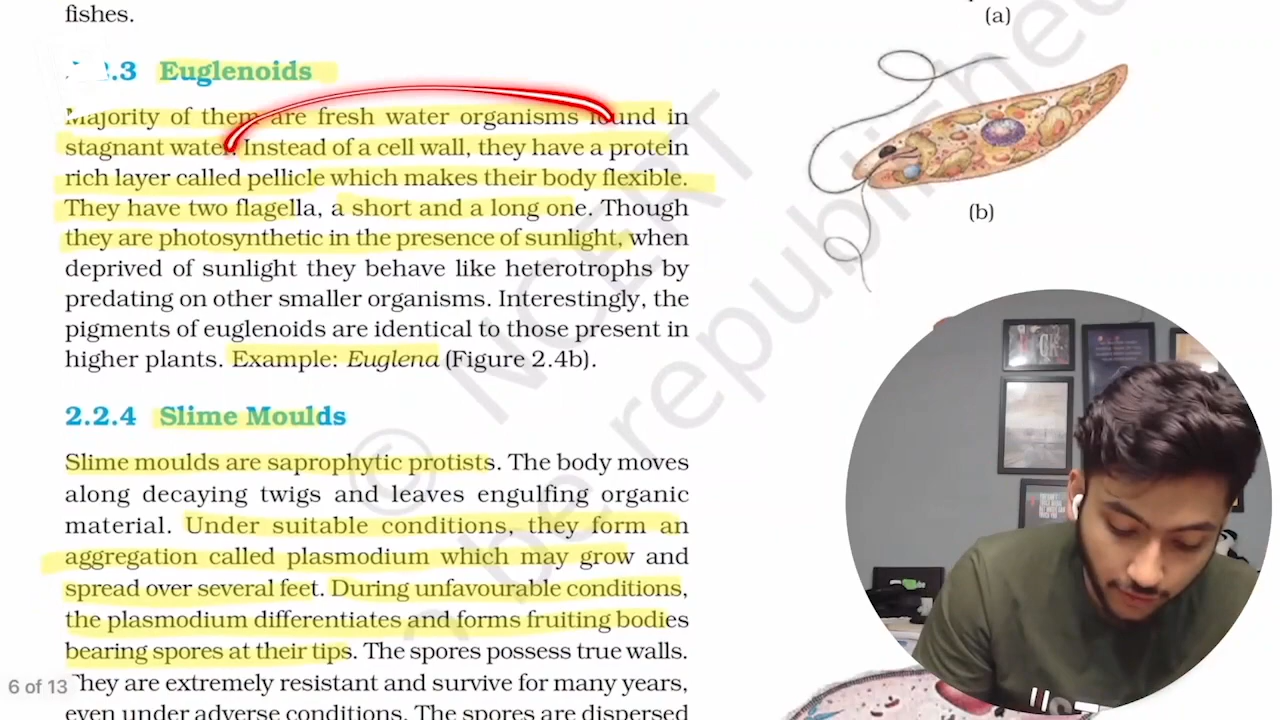 fishes.
(a)
2.2.3 Euglenoids
Majority of them are fresh water organisms found in
stagnant water. Instead of a cell wall, they have a protein
rich layer called pellicle which makes their body flexible.
They have two flagella, a short and a long one. Though
they are photosynthetic in the presence of sunlight, when
deprived of sunlight they behave like heterotrophs by
predating on other smaller organisms. Interestingly, the
pigments of euglenoids are identical to those present in
higher plants. Example: Euglena (Figure 2.4b).
(b)
2.2.4 Slime Moulds
Slime moulds are saprophytic protists. The body moves
along decaying twigs and leaves engulfing organic
material. Under suitable conditions, they form an
aggregation called plasmodium which may grow and
spread over several feet. During unfavourable conditions,
the plasmodium differentiates and forms fruiting bodies
bearing spores at their tips. The spores possess true walls.
They are extremely resistant and survive for many years,
even under adverse conditions. The spores are dispersed
6 of 13
© NCERT
be republished